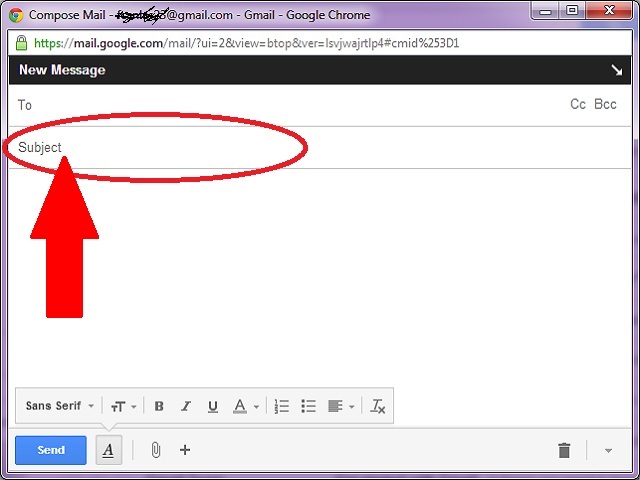 Compose Mail - @gmail.com - Gmail - Google Chrome
https://mail.google.com/mail/?ui=2&view=btop&ver=lsvjwajrtlp4#cmid%253D1
New Message
To Cc Bcc
Subject
Sans Serif T B I U A
Send A